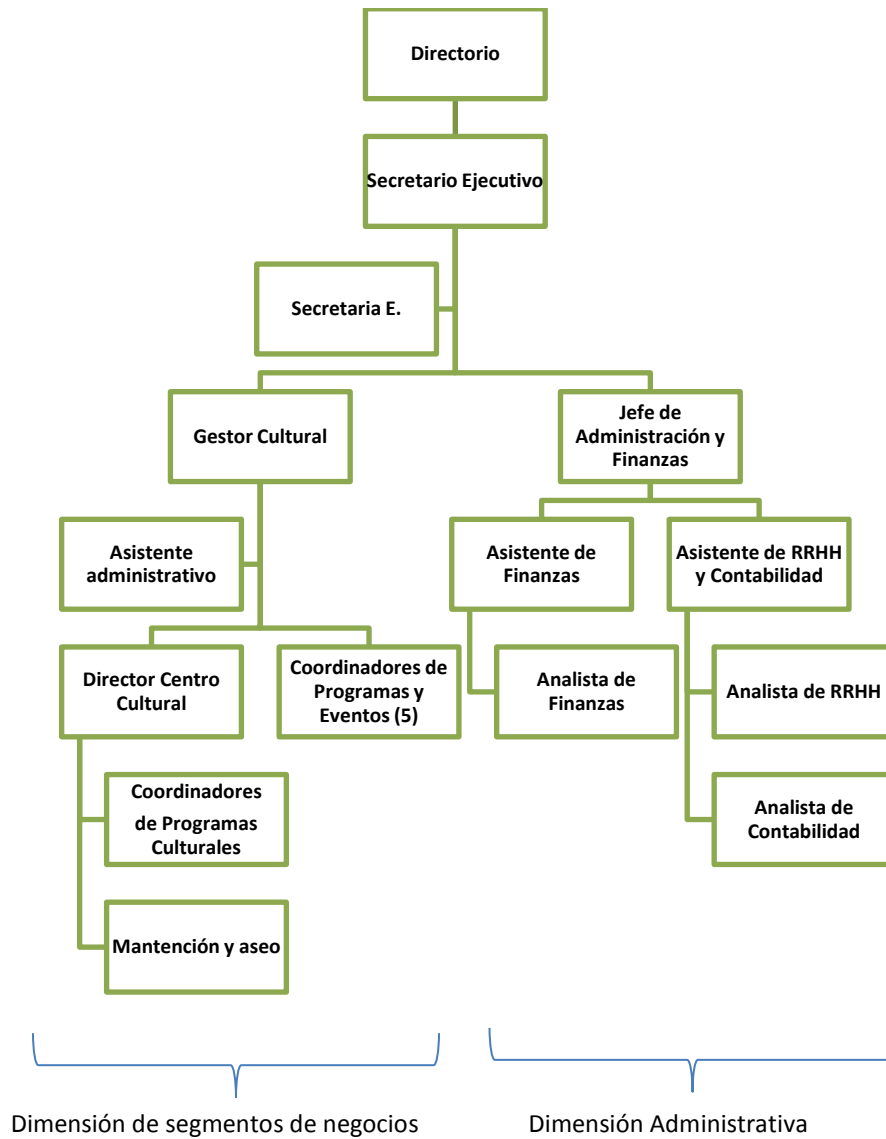 Directorio
Secretario Ejecutivo
Secretaria E.
Gestor Cultural
Jefe de
Administración y
Finanzas
Asistente
administrativo
Asistente de
Finanzas
Asistente de RRHH
y Contabilidad
Director Centro
Cultural
Coordinadores de
Programas y
Eventos (5)
Analista de
Finanzas
Analista de RRHH
Coordinadores
de Programas
Culturales
Analista de
Contabilidad
Mantención y aseo
Dimensión de segmentos de negocios
Dimensión Administrativa